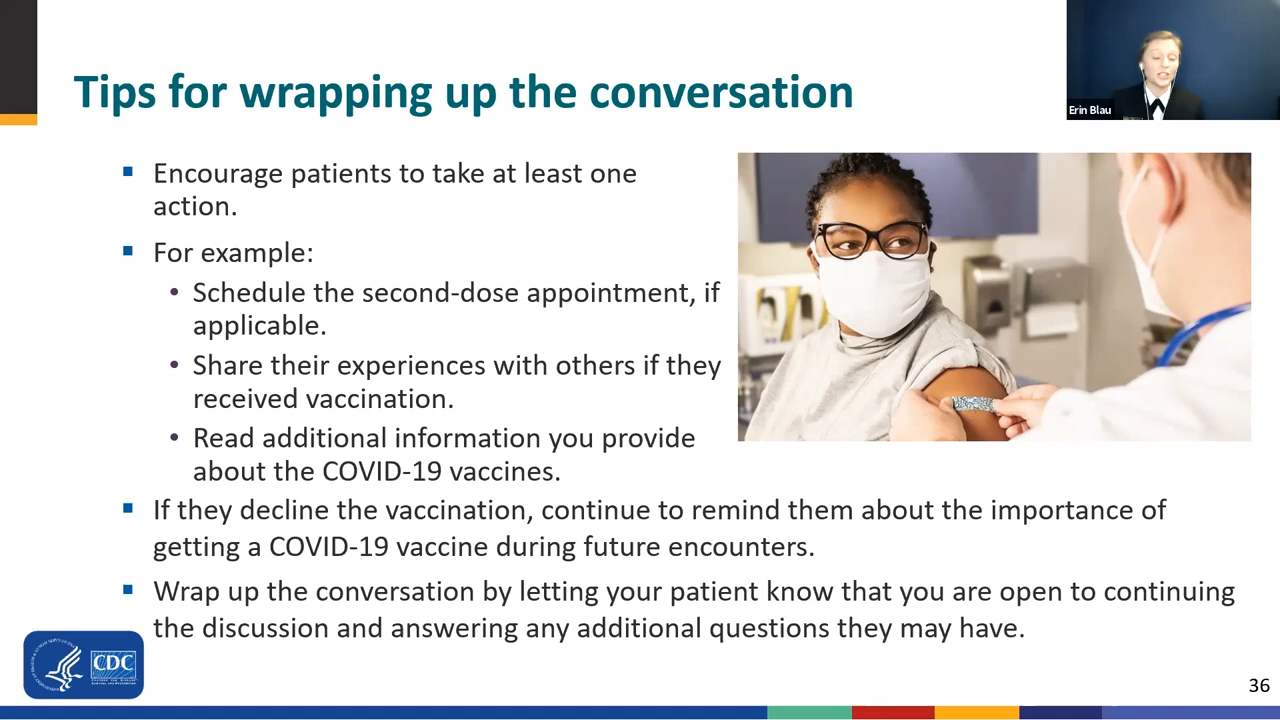 Tips for wrapping up the conversation
Erin Blau
▪ Encourage patients to take at least one
action.
▪ For example:
• Schedule the second-dose appointment, if
applicable.
• Share their experiences with others if they
received vaccination.
• Read additional information you provide
about the COVID-19 vaccines.
▪ If they decline the vaccination, continue to remind them about the importance of
getting a COVID-19 vaccine during future encounters.
▪ Wrap up the conversation by letting your patient know that you are open to continuing
the discussion and answering any additional questions they may have.
CDC
36